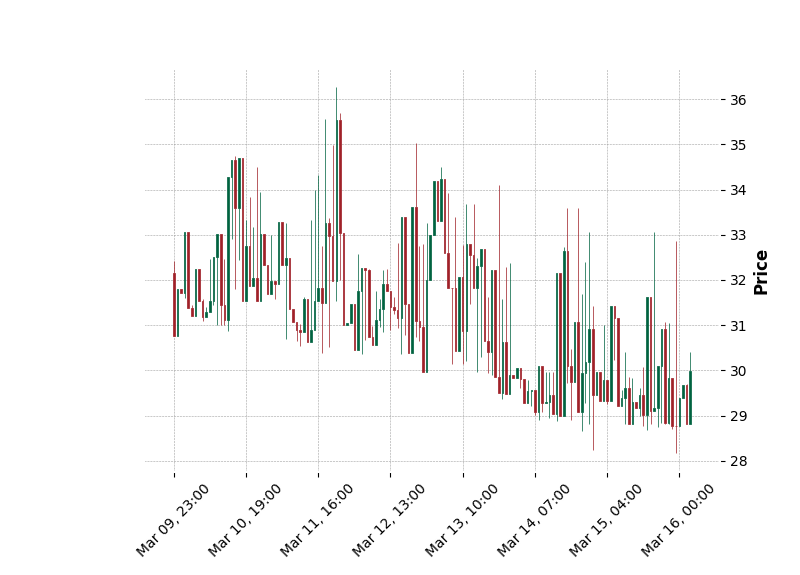 36
35
34
33
32
31
30
29
28
Price
Mar 09, 23:00
Mar 10, 19:00
Mar 11, 16:00
Mar 12, 13:00
Mar 13, 10:00
Mar 14, 07:00
Mar 15, 04:00
Mar 16, 00:00